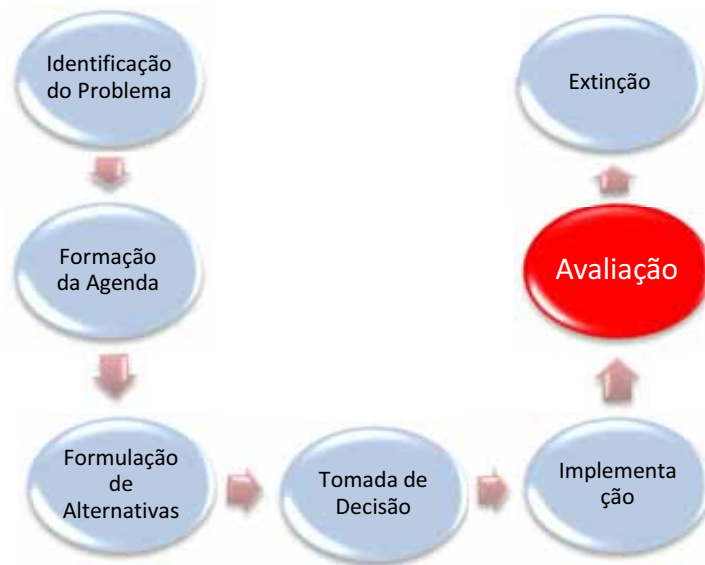 Identificação
do Problema
Formação
da Agenda
Formulação
de
Alternativas
Tomada de
Decisão
Implementa
ção
Avaliação
Extinção